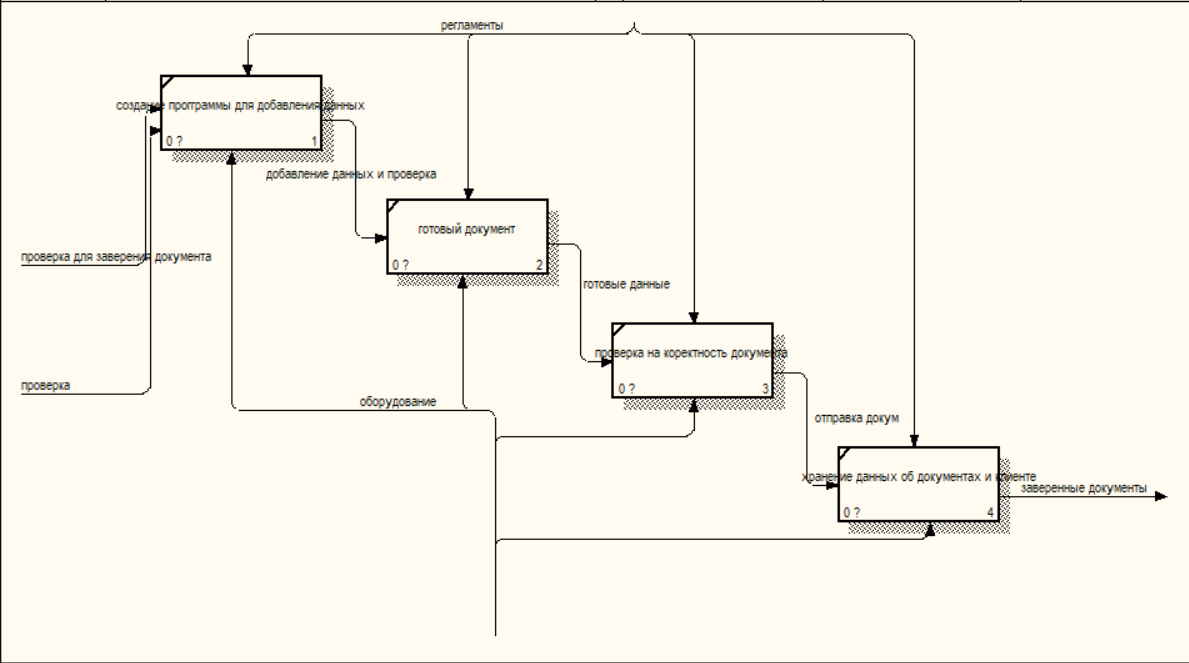 регламенты
создание программы для добавления данных
0 ?
1
добавление данных и проверка
готовый документ
0 ?
2
проверка для заверения документа
готовые данные
проверка на коректность документа
0 ?
3
проверка
оборудование
отправка докум
хранение данных об документах и клиенте
0 ?
4
заверенные документы